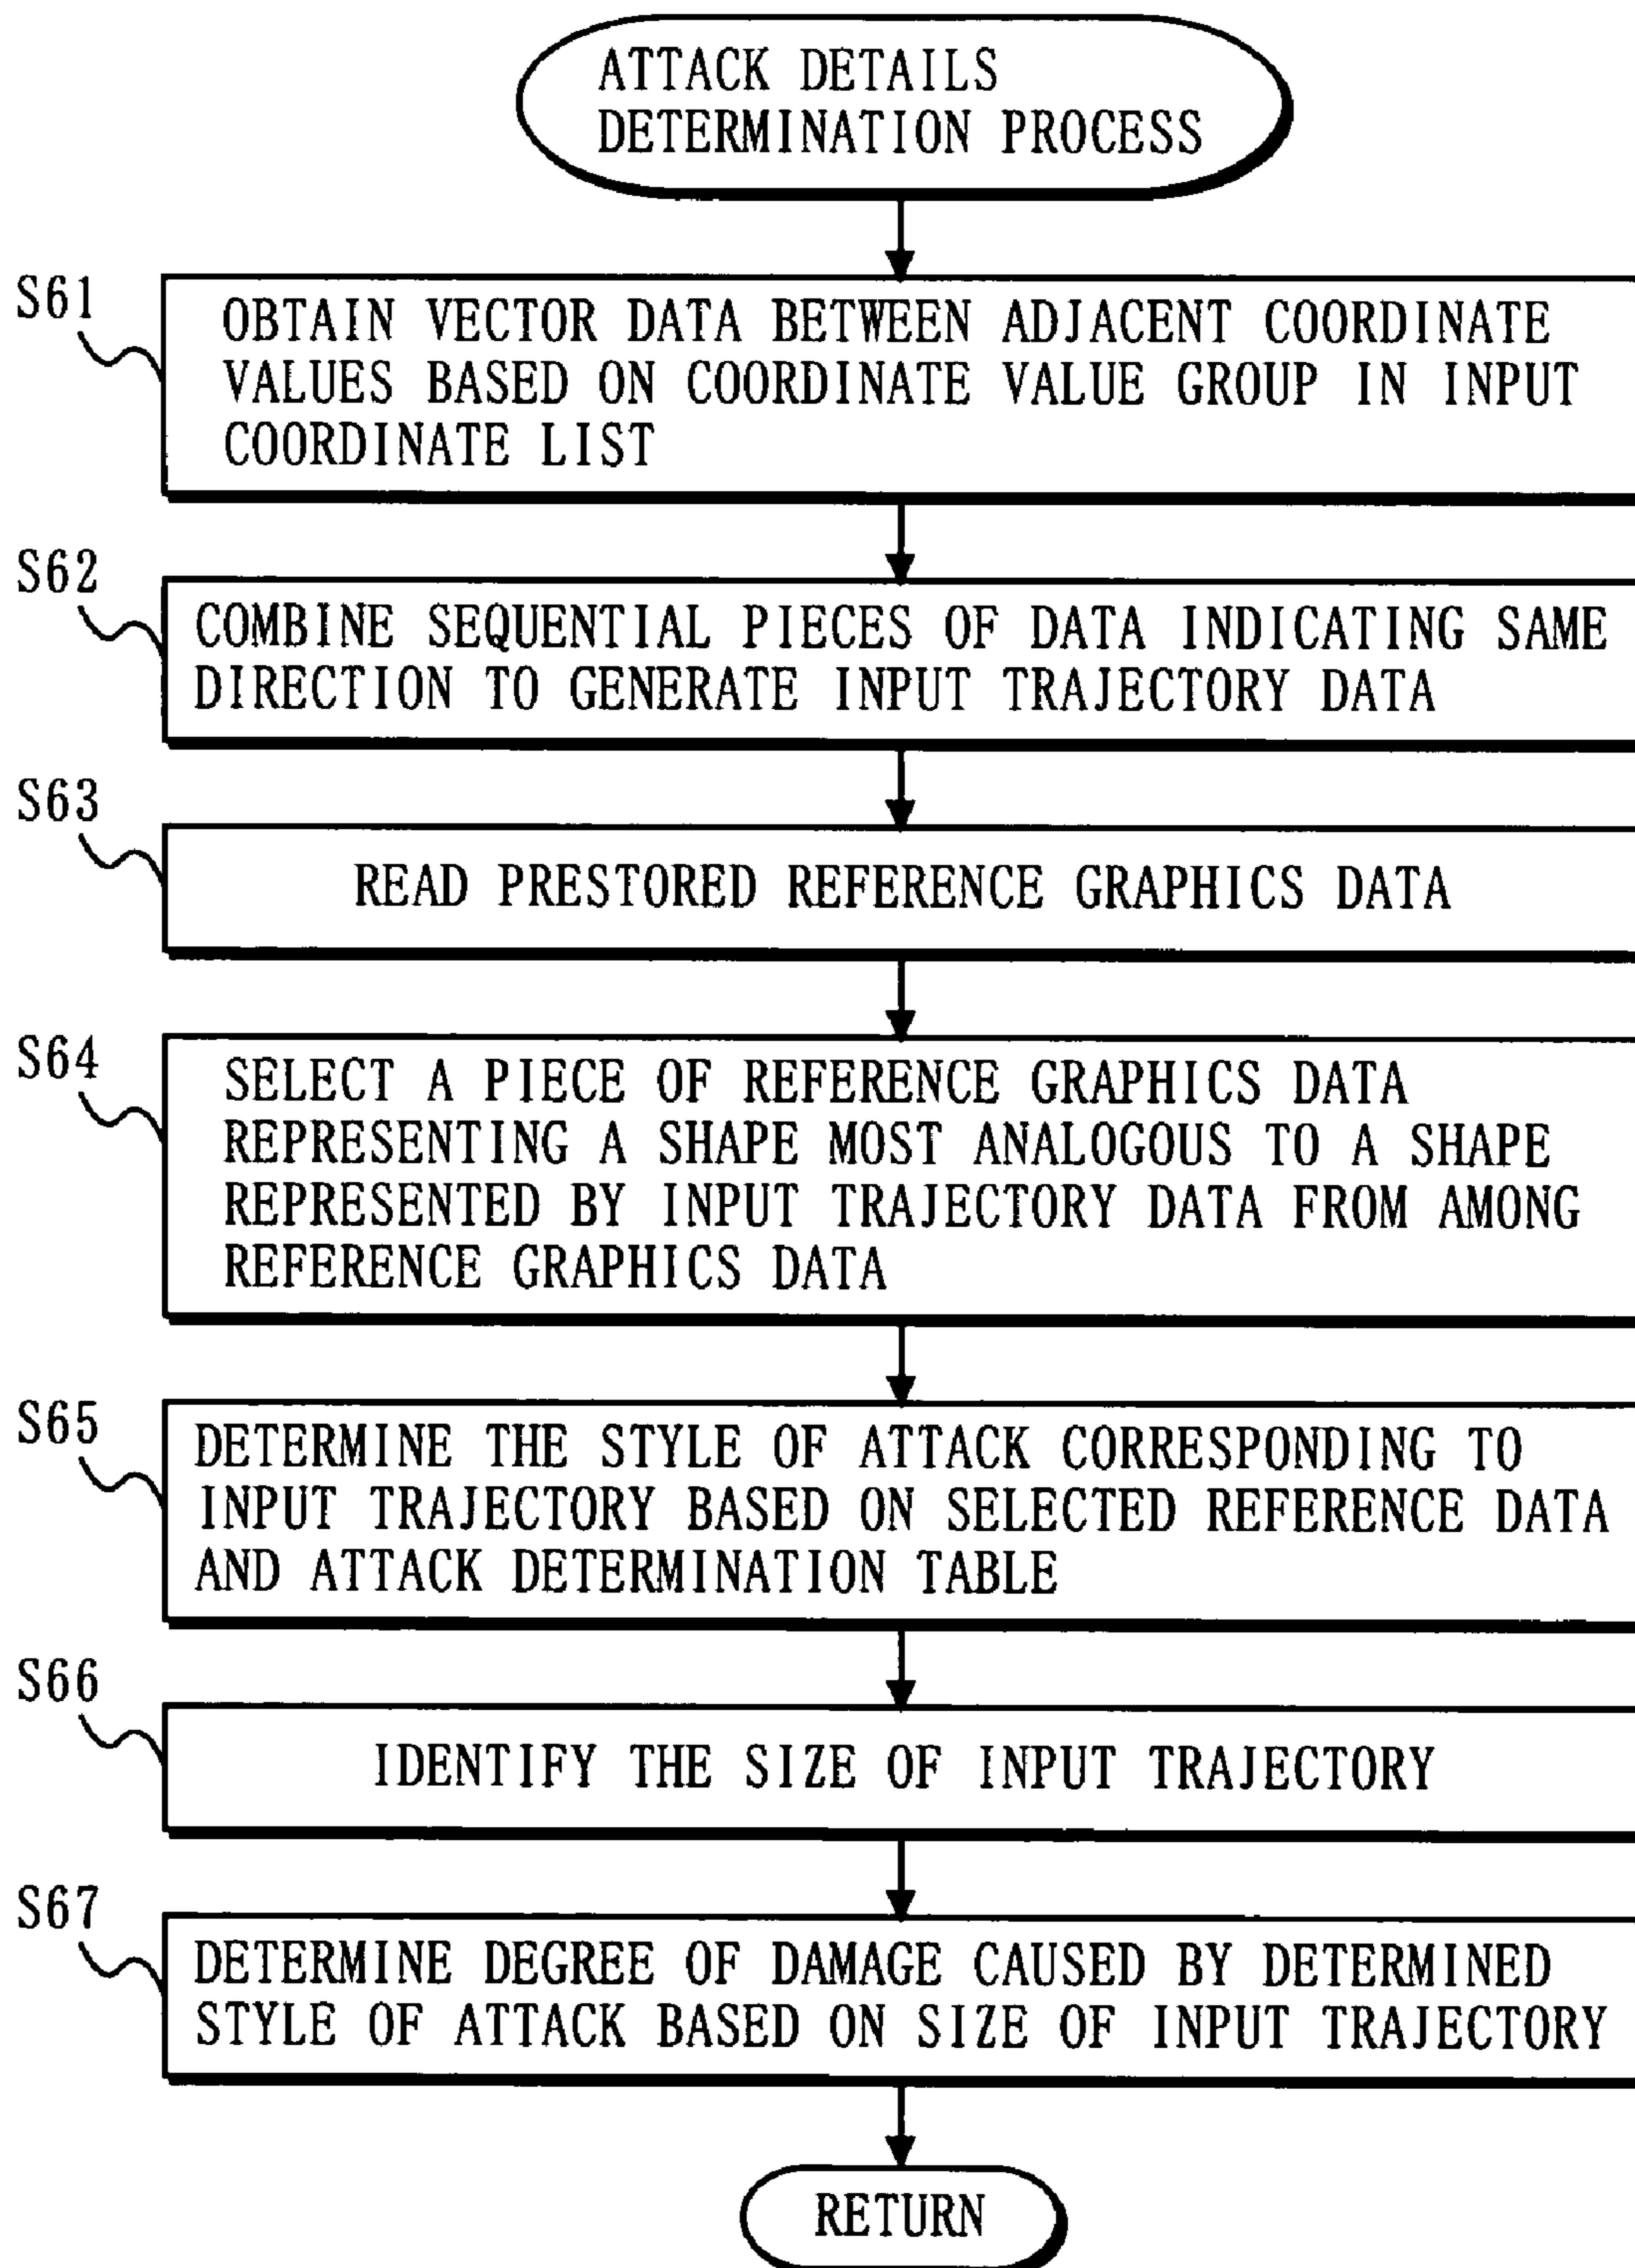 ATTACK DETAILS
DETERMINATION PROCESS
S61
OBTAIN VECTOR DATA BETWEEN ADJACENT COORDINATE
VALUES BASED ON COORDINATE VALUE GROUP IN INPUT
COORDINATE LIST
S62
COMBINE SEQUENTIAL PIECES OF DATA INDICATING SAME
DIRECTION TO GENERATE INPUT TRAJECTORY DATA
S63
READ PRESTORED REFERENCE GRAPHICS DATA
S64
SELECT A PIECE OF REFERENCE GRAPHICS DATA
REPRESENTING A SHAPE MOST ANALOGOUS TO A SHAPE
REPRESENTED BY INPUT TRAJECTORY DATA FROM AMONG
REFERENCE GRAPHICS DATA
S65
DETERMINE THE STYLE OF ATTACK CORRESPONDING TO
INPUT TRAJECTORY BASED ON SELECTED REFERENCE DATA
AND ATTACK DETERMINATION TABLE
S66
IDENTIFY THE SIZE OF INPUT TRAJECTORY
S67
DETERMINE DEGREE OF DAMAGE CAUSED BY DETERMINED
STYLE OF ATTACK BASED ON SIZE OF INPUT TRAJECTORY
RETURN